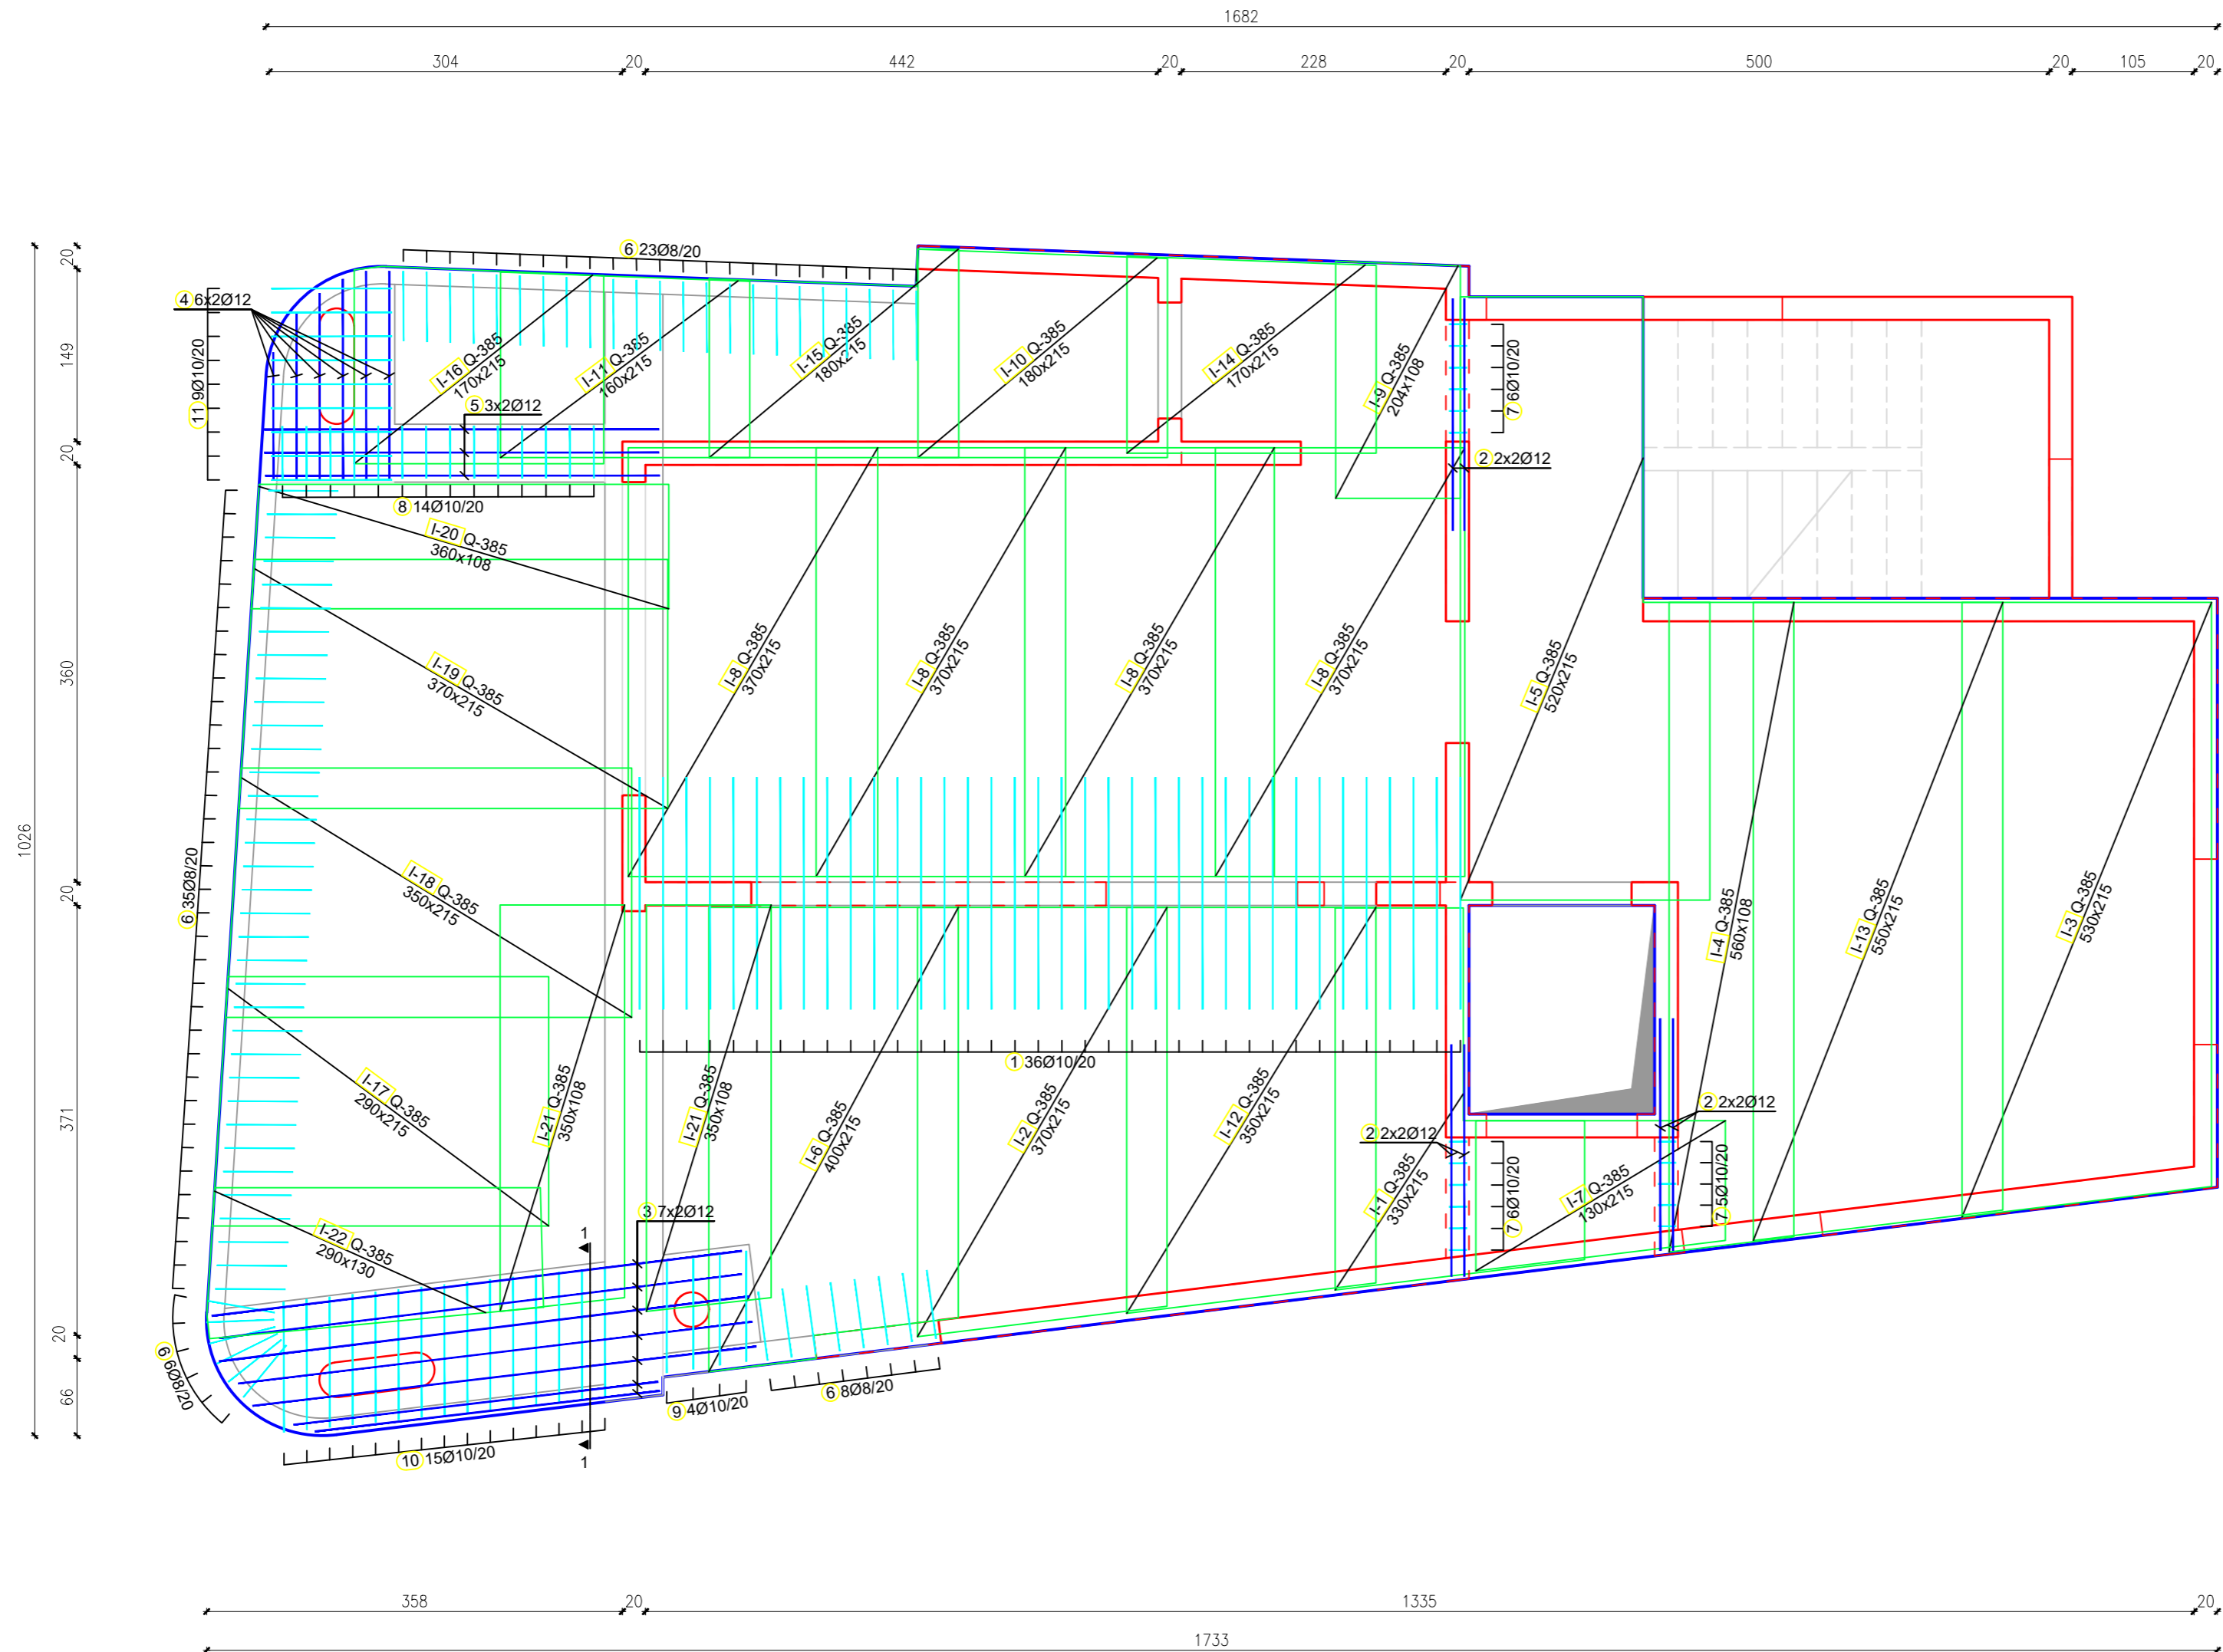 1682
304
20
442
20
228
20
500
20
105
20
20
149
20
360
20
371
20
66
1026
6 23Ø8/20
4 6x2Ø12
11 9Ø10/20
I-16 Q-385
170x215
I-11 Q-385
160x215
I-15 Q-385
180x215
I-10 Q-385
180x215
I-14 Q-385
170x215
I-9 Q-385
204x108
7 6Ø10/20
5 3x2Ø12
2 2x2Ø12
8 14Ø10/20
I-20 Q-385
360x108
I-19 Q-385
370x215
I-8 Q-385
370x215
I-8 Q-385
370x215
I-8 Q-385
370x215
I-8 Q-385
370x215
I-5 Q-385
520x215
6 35Ø8/20
I-18 Q-385
350x215
I-4 Q-385
560x108
I-13 Q-385
550x215
I-3 Q-385
530x215
1 36Ø10/20
I-17 Q-385
290x215
I-21 Q-385
350x108
I-21 Q-385
350x108
I-6 Q-385
400x215
I-2 Q-385
370x215
I-12 Q-385
350x215
2 2x2Ø12
2 2x2Ø12
I-1 Q-385
330x215
7 6Ø10/20
I-7 Q-385
130x215
7 5Ø10/20
I-22 Q-385
290x130
3 7x2Ø12
1
6 6Ø8/20
6 8Ø8/20
9 4Ø10/20
10 15Ø10/20
1
358
20
1335
20
1733